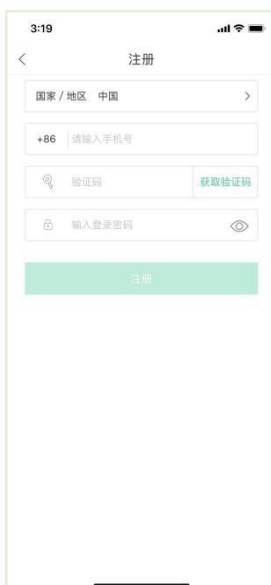 3:19
注册
国家 / 地区 中国
+86 请输入手机号
验证码 获取验证码
输入登录密码
注册